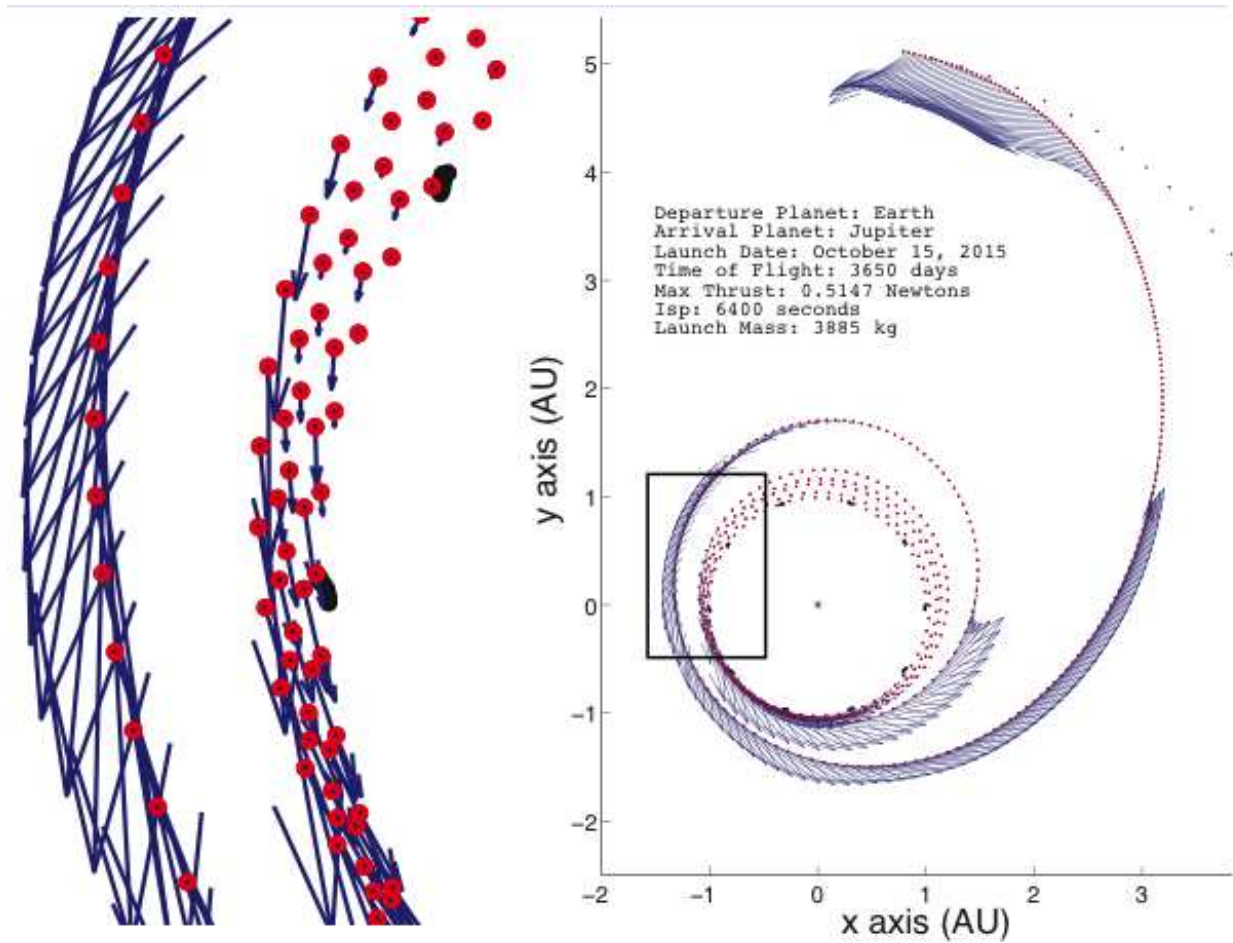 5
4
Departure Planet: Earth
Arrival Planet: Jupiter
Launch Date: October 15, 2015
Time of Flight: 3650 days
Max Thrust: 0.5147 Newtons
Isp: 6400 seconds
Launch Mass: 3885 kg
3
2
y axis (AU)
1
0
−1
−2
−2 −1 0 1 2 3
x axis (AU)